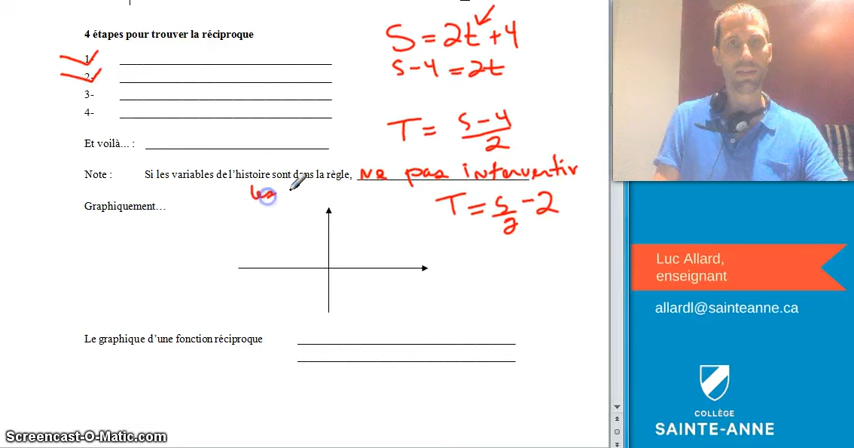 4 étapes pour trouver la réciproque
S = 2t + 4
1-
s - 4 = 2t
2-
3-
4-
T = s - 4 / 2
Et voilà... :
Note : Si les variables de l'histoire sont dans la règle, ne pas interventir
les
T = s/2 - 2
Graphiquement...
Le graphique d'une fonction réciproque
Luc Allard,
enseignant
allardl@sainteanne.ca
COLLÈGE
SAINTE-ANNE
Screencast-O-Matic.com